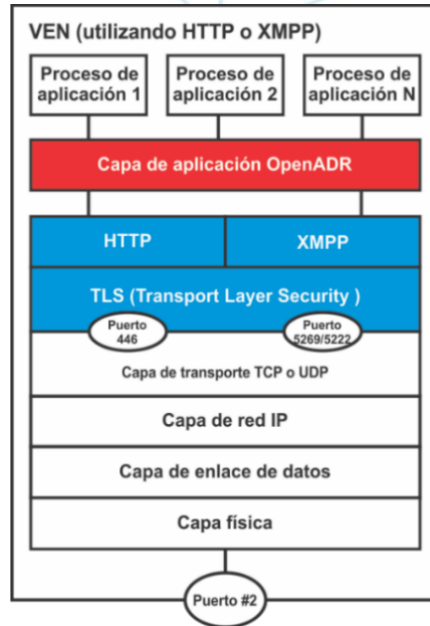 VEN (utilizando HTTP o XMPP)
Proceso de
aplicación 1
Proceso de
aplicación 2
Proceso de
aplicación N
Capa de aplicación OpenADR
HTTP
XMPP
TLS (Transport Layer Security )
Puerto
446
Puerto
5269/5222
Capa de transporte TCP o UDP
Capa de red IP
Capa de enlace de datos
Capa física
Puerto #2